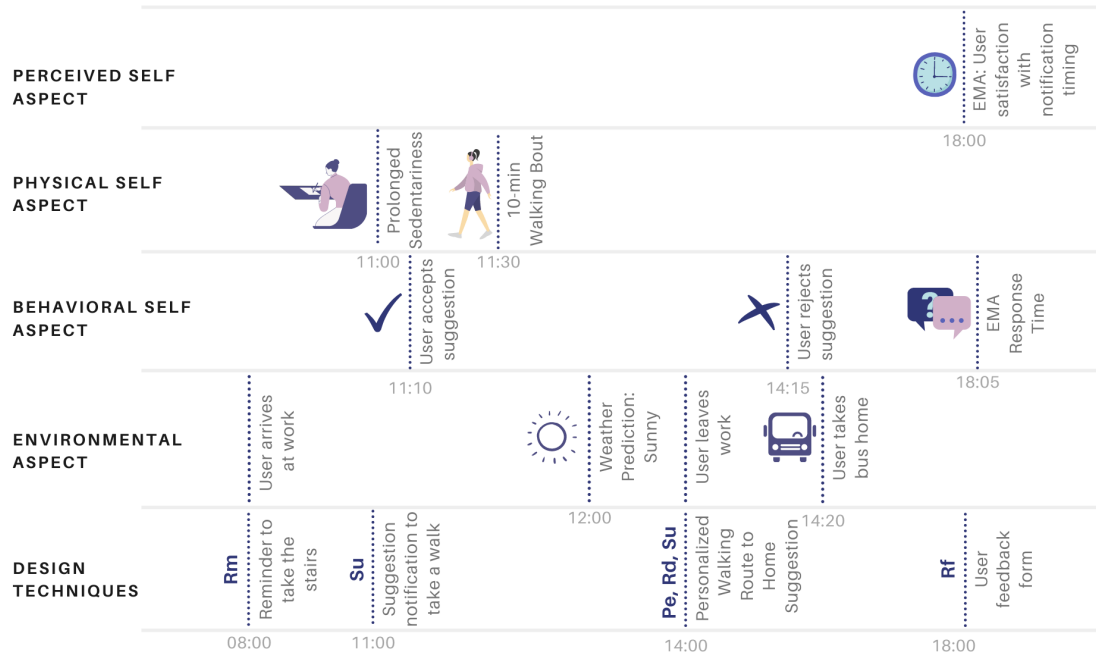 PERCEIVED SELF
ASPECT
EMA: User
satisfaction
with
notification
timing
18:00
PHYSICAL SELF
ASPECT
Prolonged
Sedentariness
10-min
Walking Bout
11:00
11:30
BEHAVIORAL SELF
ASPECT
User accepts
suggestion
User rejects
suggestion
?
...
EMA
Response
Time
11:10
14:15
18:05
ENVIRONMENTAL
ASPECT
User arrives
at work
Weather
Prediction:
Sunny
User leaves
work
User takes
bus home
12:00
14:20
DESIGN
TECHNIQUES
Rm
Reminder to
take the
stairs
Su
Suggestion
notification to
take a walk
Pe, Rd, Su
Personalized
Walking
Route to
Home
Suggestion
Rf
User
feedback
form
08:00
11:00
14:00
18:00